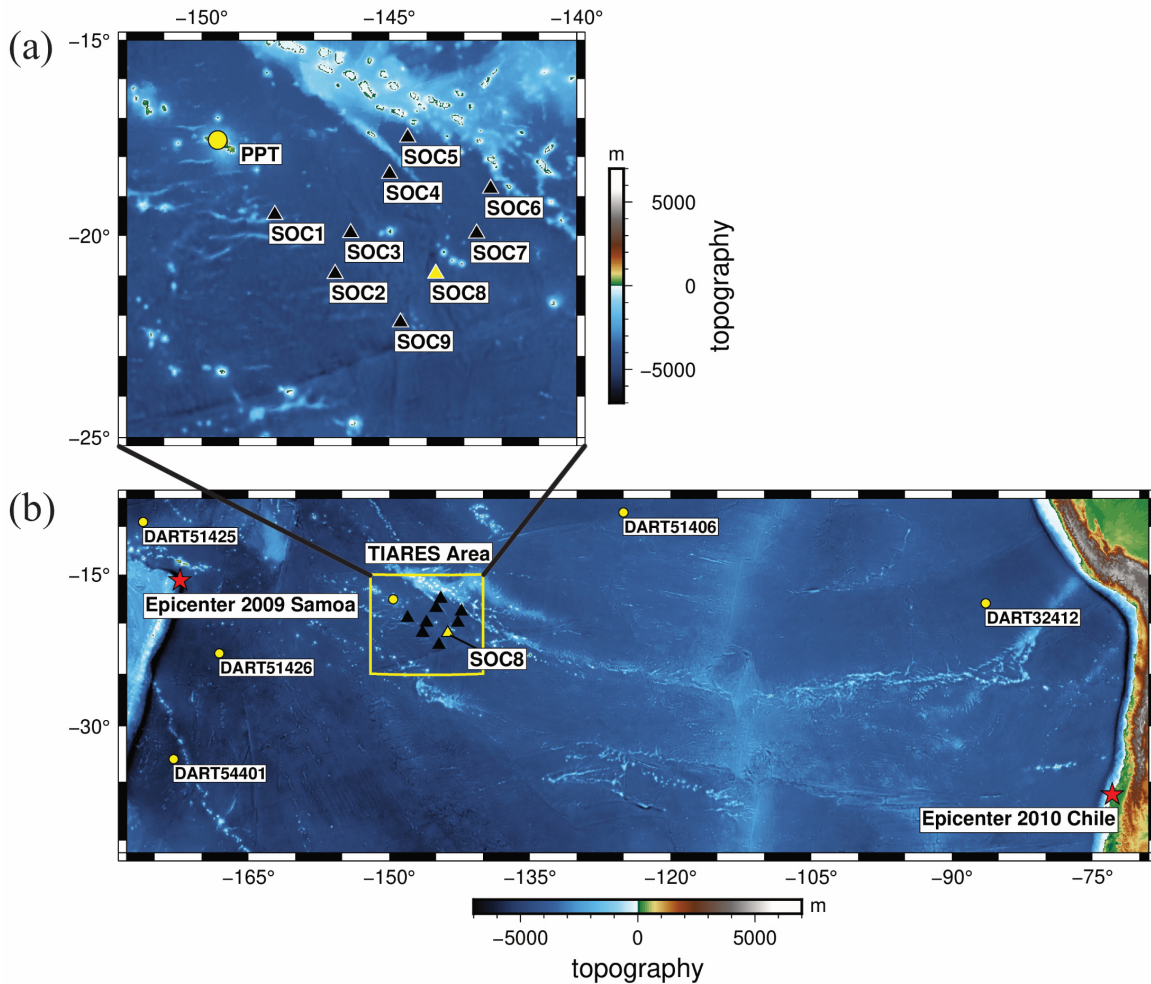 (a)
−150°
−145°
−140°
−15°
−20°
−25°
PPT
SOC5
SOC4
SOC6
SOC1
SOC3
SOC7
SOC2
SOC8
SOC9
m
5000
0
−5000
topography
(b)
DART51425
DART51406
TIARES Area
−15°
Epicenter 2009 Samoa
DART32412
DART51426
SOC8
−30°
DART54401
Epicenter 2010 Chile
−165°
−150°
−135°
−120°
−105°
−90°
−75°
m
−5000
0
5000
topography